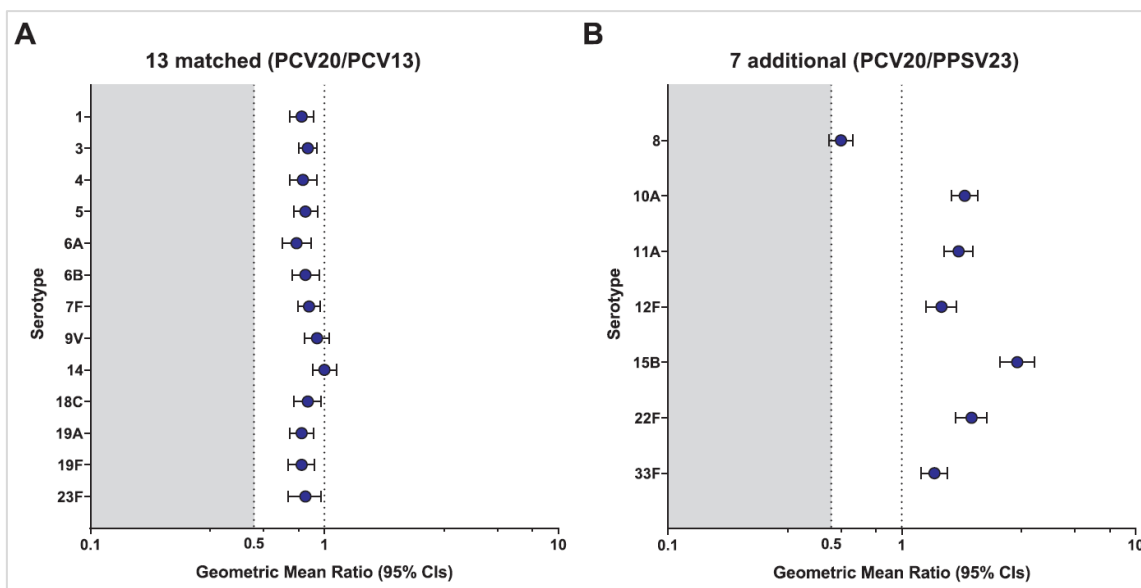 A
13 matched (PCV20/PCV13)
Serotype
1
3
4
5
6A
6B
7F
9V
14
18C
19A
19F
23F
0.1 0.5 1 10
Geometric Mean Ratio (95% CIs)
B
7 additional (PCV20/PPSV23)
Serotype
8
10A
11A
12F
15B
22F
33F
0.1 0.5 1 10
Geometric Mean Ratio (95% CIs)